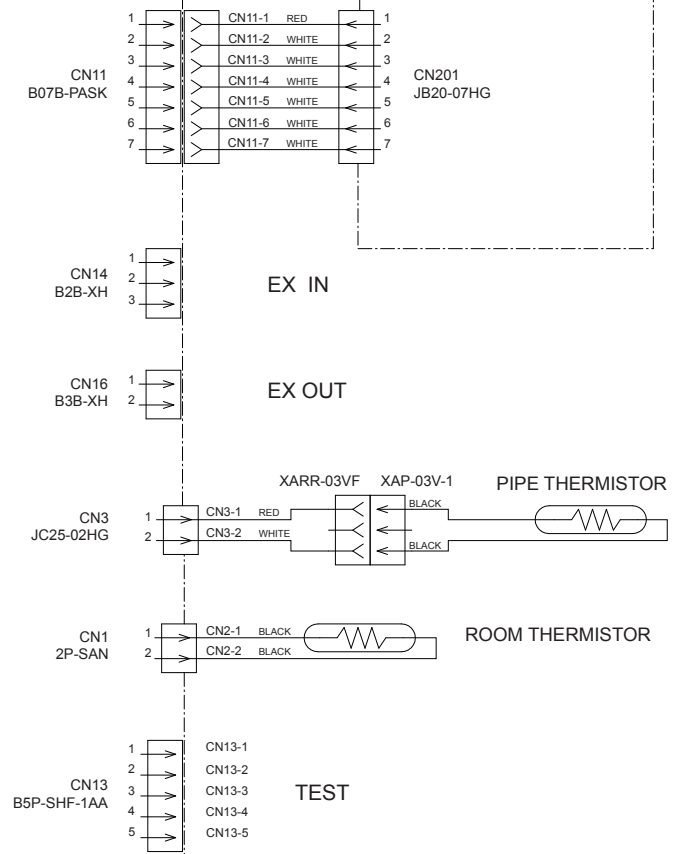 1 CN11-1 RED 1
2 CN11-2 WHITE 2
3 CN11-3 WHITE 3
CN11 4 CN11-4 WHITE 4 CN201
B07B-PASK 5 CN11-5 WHITE 5 JB20-07HG
6 CN11-6 WHITE 6
7 CN11-7 WHITE 7
1
CN14 2 EX IN
B2B-XH 3
CN16 1 EX OUT
B3B-XH 2
XARR-03VF XAP-03V-1 PIPE THERMISTOR
CN3 1 CN3-1 RED BLACK
JC25-02HG 2 CN3-2 WHITE BLACK
CN1 1 CN2-1 BLACK ROOM THERMISTOR
2P-SAN 2 CN2-2 BLACK
1 CN13-1
2 CN13-2
CN13 3 CN13-3 TEST
B5P-SHF-1AA 4 CN13-4
5 CN13-5